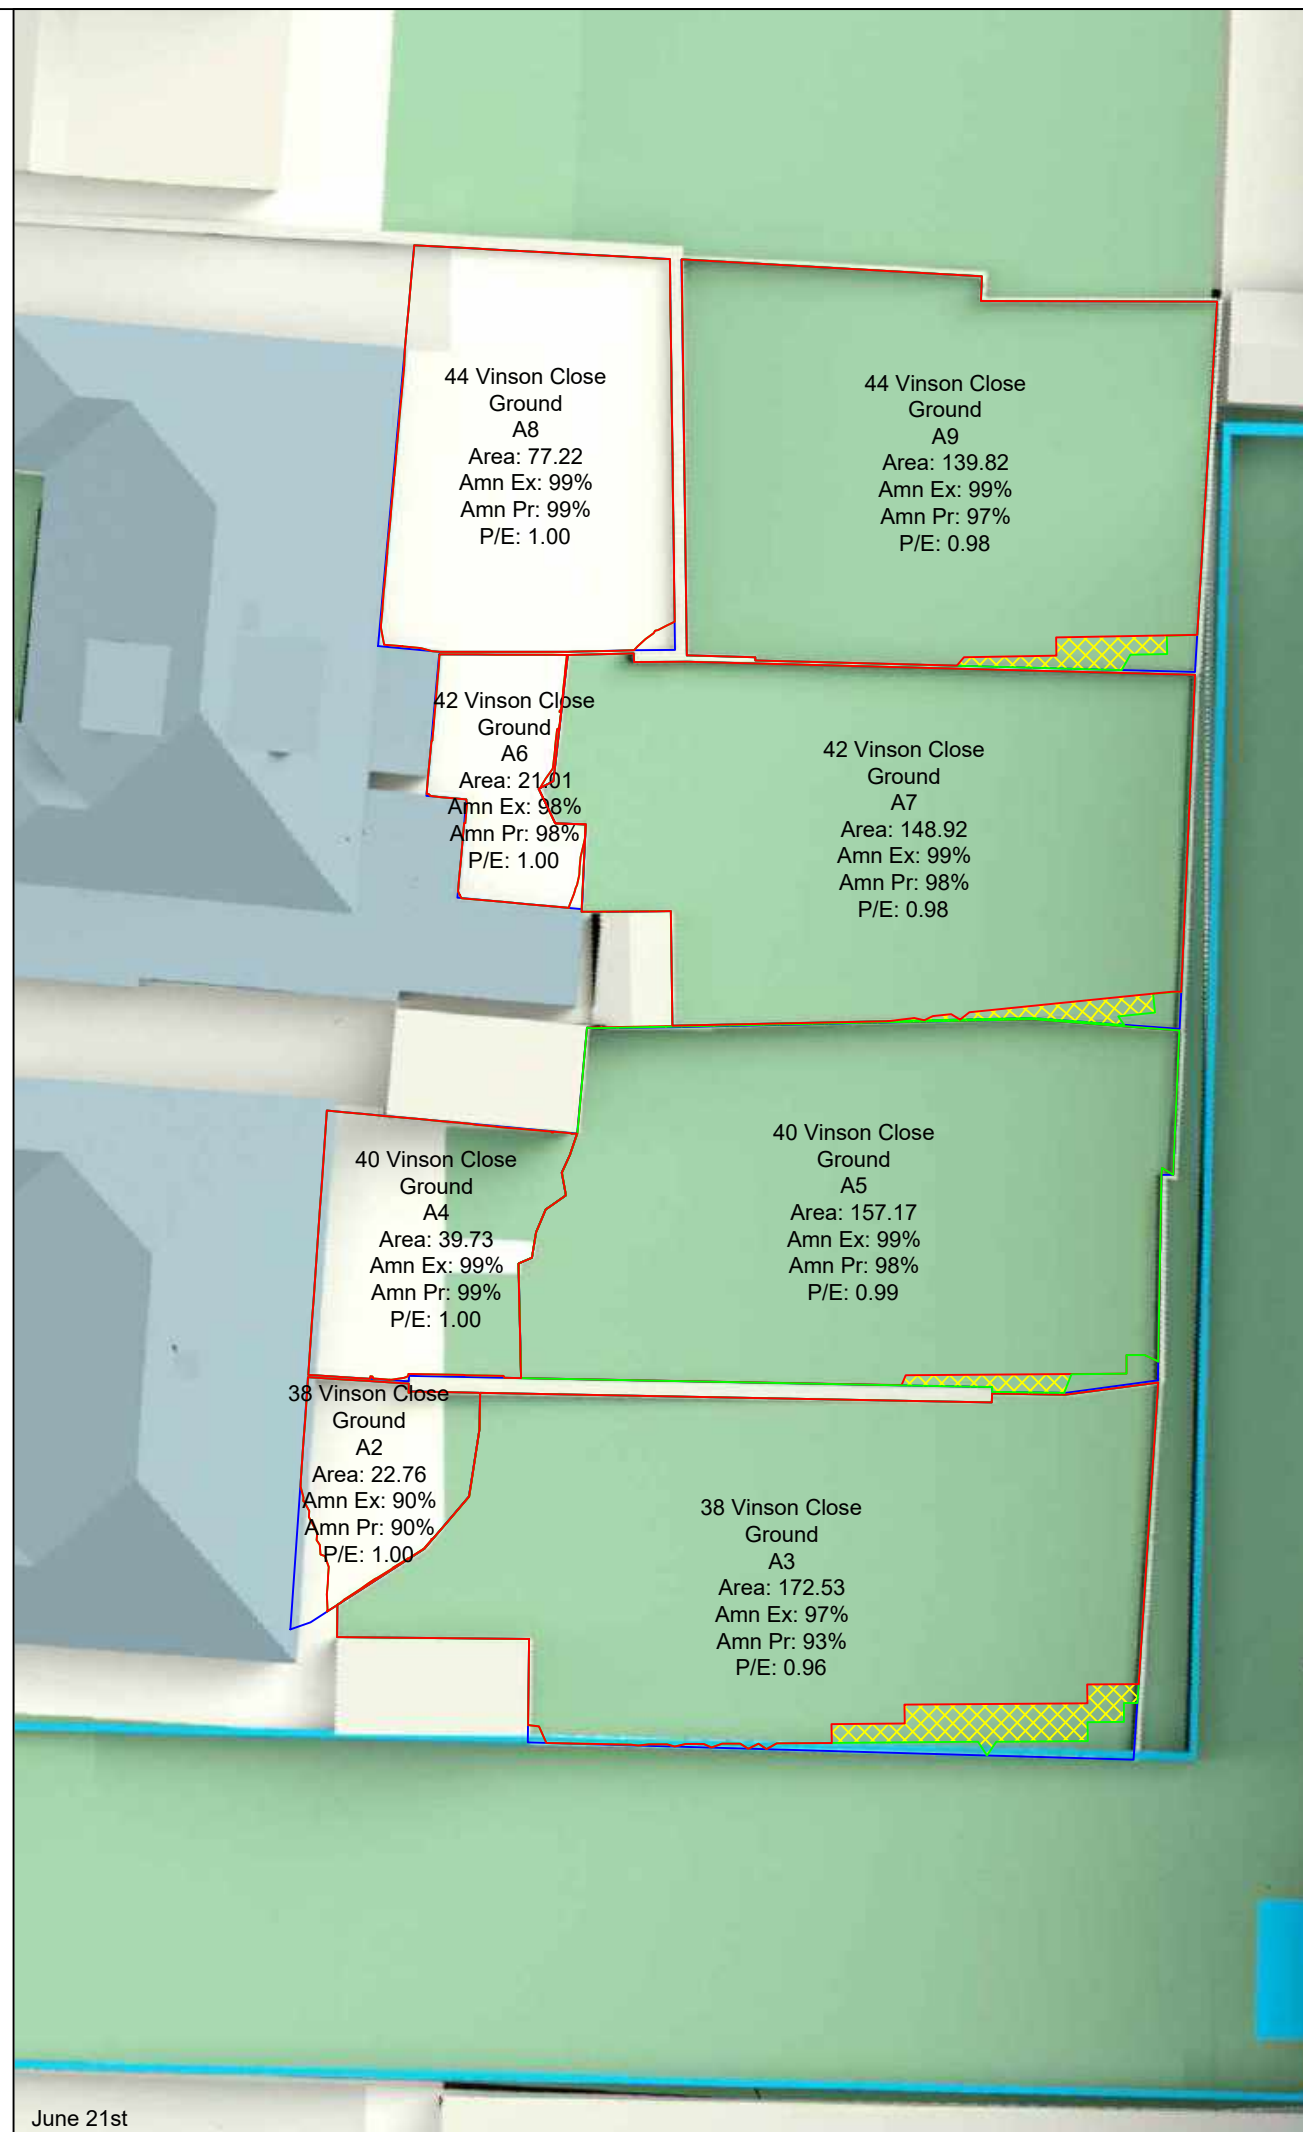 44 Vinson Close
Ground
A8
Area: 77.22
Amn Ex: 99%
Amn Pr: 99%
P/E: 1.00
44 Vinson Close
Ground
A9
Area: 139.82
Amn Ex: 99%
Amn Pr: 97%
P/E: 0.98
42 Vinson Close
Ground
A6
Area: 21.01
Amn Ex: 98%
Amn Pr: 98%
P/E: 1.00
42 Vinson Close
Ground
A7
Area: 148.92
Amn Ex: 99%
Amn Pr: 98%
P/E: 0.98
40 Vinson Close
Ground
A4
Area: 39.73
Amn Ex: 99%
Amn Pr: 99%
P/E: 1.00
40 Vinson Close
Ground
A5
Area: 157.17
Amn Ex: 99%
Amn Pr: 98%
P/E: 0.99
38 Vinson Close
Ground
A2
Area: 22.76
Amn Ex: 90%
Amn Pr: 90%
P/E: 1.00
38 Vinson Close
Ground
A3
Area: 172.53
Amn Ex: 97%
Amn Pr: 93%
P/E: 0.96
June 21st